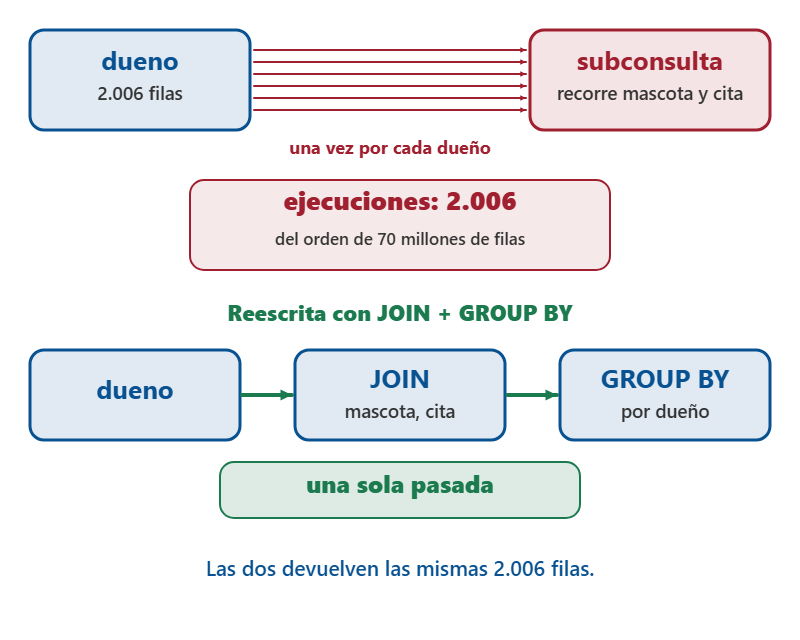 dueno
2.006 filas
subconsulta
recorre mascota y cita
una vez por cada dueño
ejecuciones: 2.006
del orden de 70 millones de filas
Reescrita con JOIN + GROUP BY
dueno
JOIN
mascota, cita
GROUP BY
por dueño
una sola pasada
Las dos devuelven las mismas 2.006 filas.